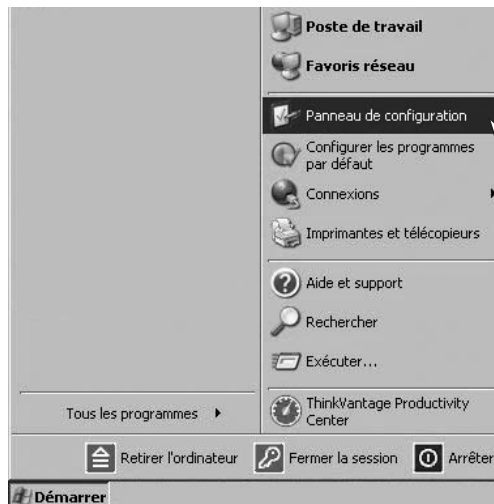 Poste de travail
Favoris réseau
Panneau de configuration
Configurer les programmes
par défaut
Connexions
Imprimantes et télécopieurs
Aide et support
Rechercher
Exécuter...
Tous les programmes
ThinkVantage Productivity
Center
Retirer l'ordinateur
Fermer la session
Arrêter
Démarrer